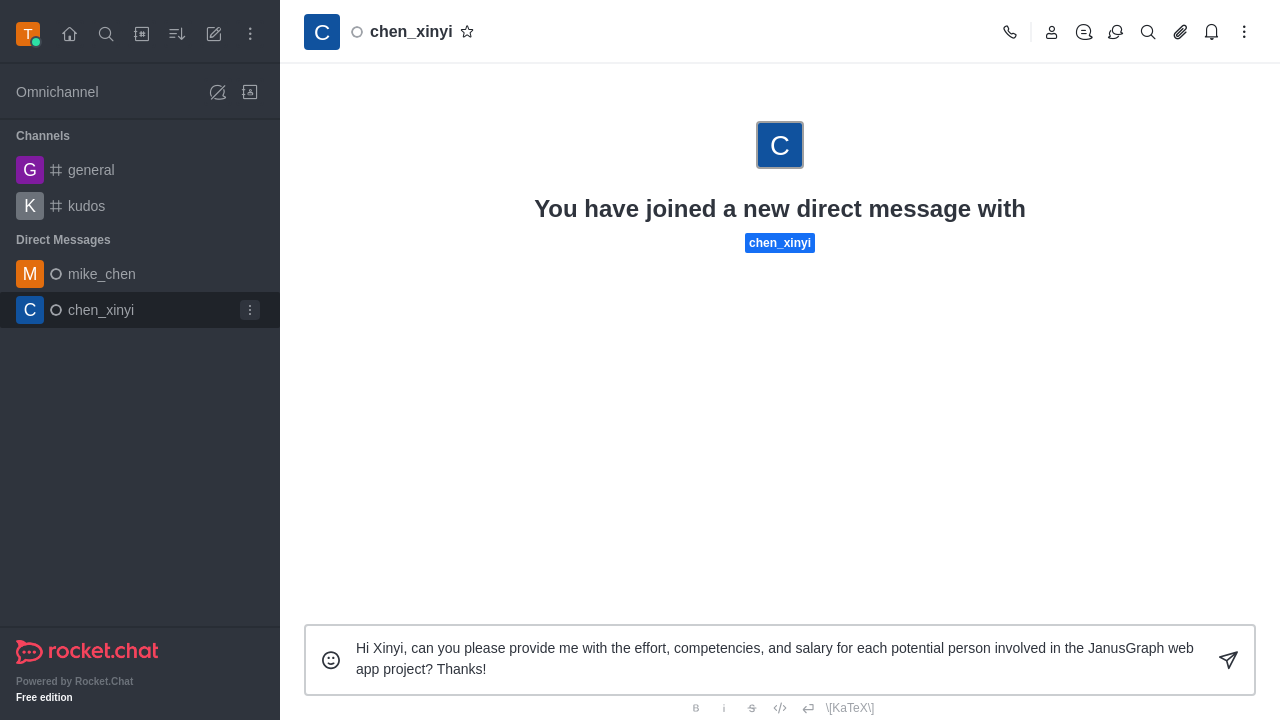 T
Omnichannel
Channels
G general
K kudos
Direct Messages
M mike_chen
C chen_xinyi
rocket.chat
Powered by Rocket.Chat
Free edition
C chen_xinyi
C
You have joined a new direct message with
chen_xinyi
Hi Xinyi, can you please provide me with the effort, competencies, and salary for each potential person involved in the JanusGraph web
app project? Thanks!
B i S \[KaTeX\]